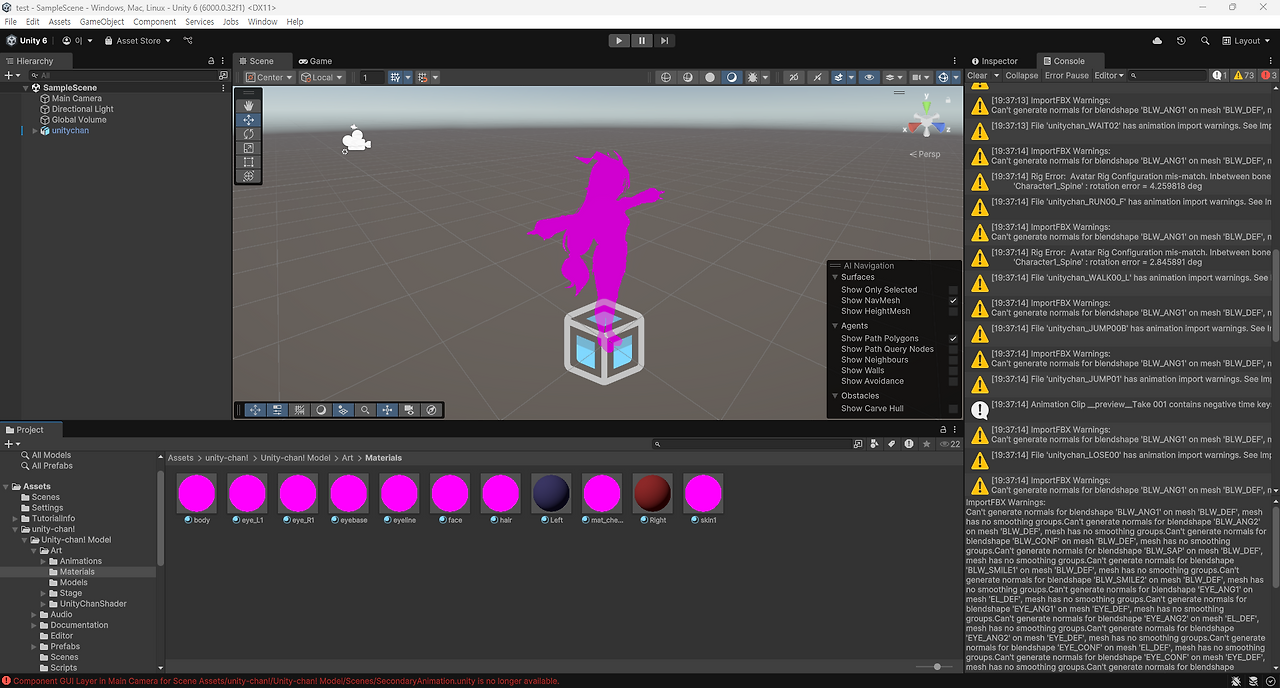 test - SampleScene - Windows, Mac, Linux - Unity 6 (6000.0.32f1) <DX11>
File Edit Assets GameObject Component Services Jobs Window Help
Unity 6
Asset Store
Layout
Hierarchy
All
SampleScene
Main Camera
Directional Light
Global Volume
unitychan
Scene
Game
Center
Local
1
y
x
z
Persp
AI Navigation
Surfaces
Show Only Selected
Show NavMesh
Show HeightMesh
Agents
Show Path Polygons
Show Path Query Nodes
Show Neighbours
Show Walls
Show Avoidance
Obstacles
Show Carve Hull
Inspector
Console
Clear Collapse Error Pause Editor
1 73 3
[19:37:13] ImportFBX Warnings:
Can't generate normals for blendshape 'BLW_ANG1' on mesh 'BLW_DEF', n
[19:37:13] File 'unitychan_WAIT02' has animation import warnings. See Imp
[19:37:14] ImportFBX Warnings:
Can't generate normals for blendshape 'BLW_ANG1' on mesh 'BLW_DEF', n
[19:37:14] Rig Error: Avatar Rig Configuration mis-match. Inbetween bone
'Character1_Spine' : rotation error = 4.259818 deg
[19:37:14] File 'unitychan_RUN00_F' has animation import warnings. See Im
[19:37:14] ImportFBX Warnings:
Can't generate normals for blendshape 'BLW_ANG1' on mesh 'BLW_DEF', n
[19:37:14] Rig Error: Avatar Rig Configuration mis-match. Inbetween bone
'Character1_Spine' : rotation error = 2.845891 deg
[19:37:14] File 'unitychan_WALK00_L' has animation import warnings. See
[19:37:14] ImportFBX Warnings:
Can't generate normals for blendshape 'BLW_ANG1' on mesh 'BLW_DEF', n
[19:37:14] File 'unitychan_JUMP00B' has animation import warnings. See Ir
[19:37:14] ImportFBX Warnings:
Can't generate normals for blendshape 'BLW_ANG1' on mesh 'BLW_DEF', n
[19:37:14] File 'unitychan_JUMP01' has animation import warnings. See Imp
[19:37:14] Animation Clip __preview__Take 001 contains negative time key
[19:37:14] ImportFBX Warnings:
Can't generate normals for blendshape 'BLW_ANG1' on mesh 'BLW_DEF', n
[19:37:14] File 'unitychan_LOSE00' has animation import warnings. See Imp
[19:37:14] ImportFBX Warnings:
Can't generate normals for blendshape 'BLW_ANG1' on mesh 'BLW_DEF', n
ImportFBX Warnings:
Can't generate normals for blendshape 'BLW_ANG1' on mesh 'BLW_DEF', mesh
has no smoothing groups.Can't generate normals for blendshape 'BLW_ANG2'
on mesh 'BLW_DEF', mesh has no smoothing groups.Can't generate normals for
blendshape 'BLW_CONF' on mesh 'BLW_DEF', mesh has no smoothing
groups.Can't generate normals for blendshape 'BLW_SAP' on mesh 'BLW_DEF',
mesh has no smoothing groups.Can't generate normals for blendshape
'BLW_SMILE1' on mesh 'BLW_DEF', mesh has no smoothing groups.Can't
generate normals for blendshape 'BLW_SMILE2' on mesh 'BLW_DEF', mesh has
no smoothing groups.Can't generate normals for blendshape 'EYE_ANG1' on
mesh 'EL_DEF', mesh has no smoothing groups.Can't generate normals for
blendshape 'EYE_ANG1' on mesh 'EYE_DEF', mesh has no smoothing
groups.Can't generate normals for blendshape 'EYE_ANG2' on mesh 'EL_DEF',
mesh has no smoothing groups.Can't generate normals for blendshape
'EYE_ANG2' on mesh 'EYE_DEF', mesh has no smoothing groups.Can't generate
normals for blendshape 'EYE_CONF' on mesh 'EL_DEF', mesh has no smoothing
groups.Can't generate normals for blendshape 'EYE_CONF' on mesh 'EYE_DEF',
mesh has no smoothing groups.Can't generate normals for blendshape
Project
22
All Models
All Prefabs
Assets
Scenes
Settings
TutorialInfo
unity-chan!
Unity-chan! Model
Art
Animations
Materials
Models
Stage
UnityChanShader
Audio
Documentation
Editor
Prefabs
Scenes
Scripts
Assets > unity-chan! > Unity-chan! Model > Art > Materials
body eye_L1 eye_R1 eyebase eyeline face hair Left mat_che... Right skin1
Component GUI Layer in Main Camera for Scene Assets/unity-chan!/Unity-chan! Model/Scenes/SecondaryAnimation.unity is no longer available.